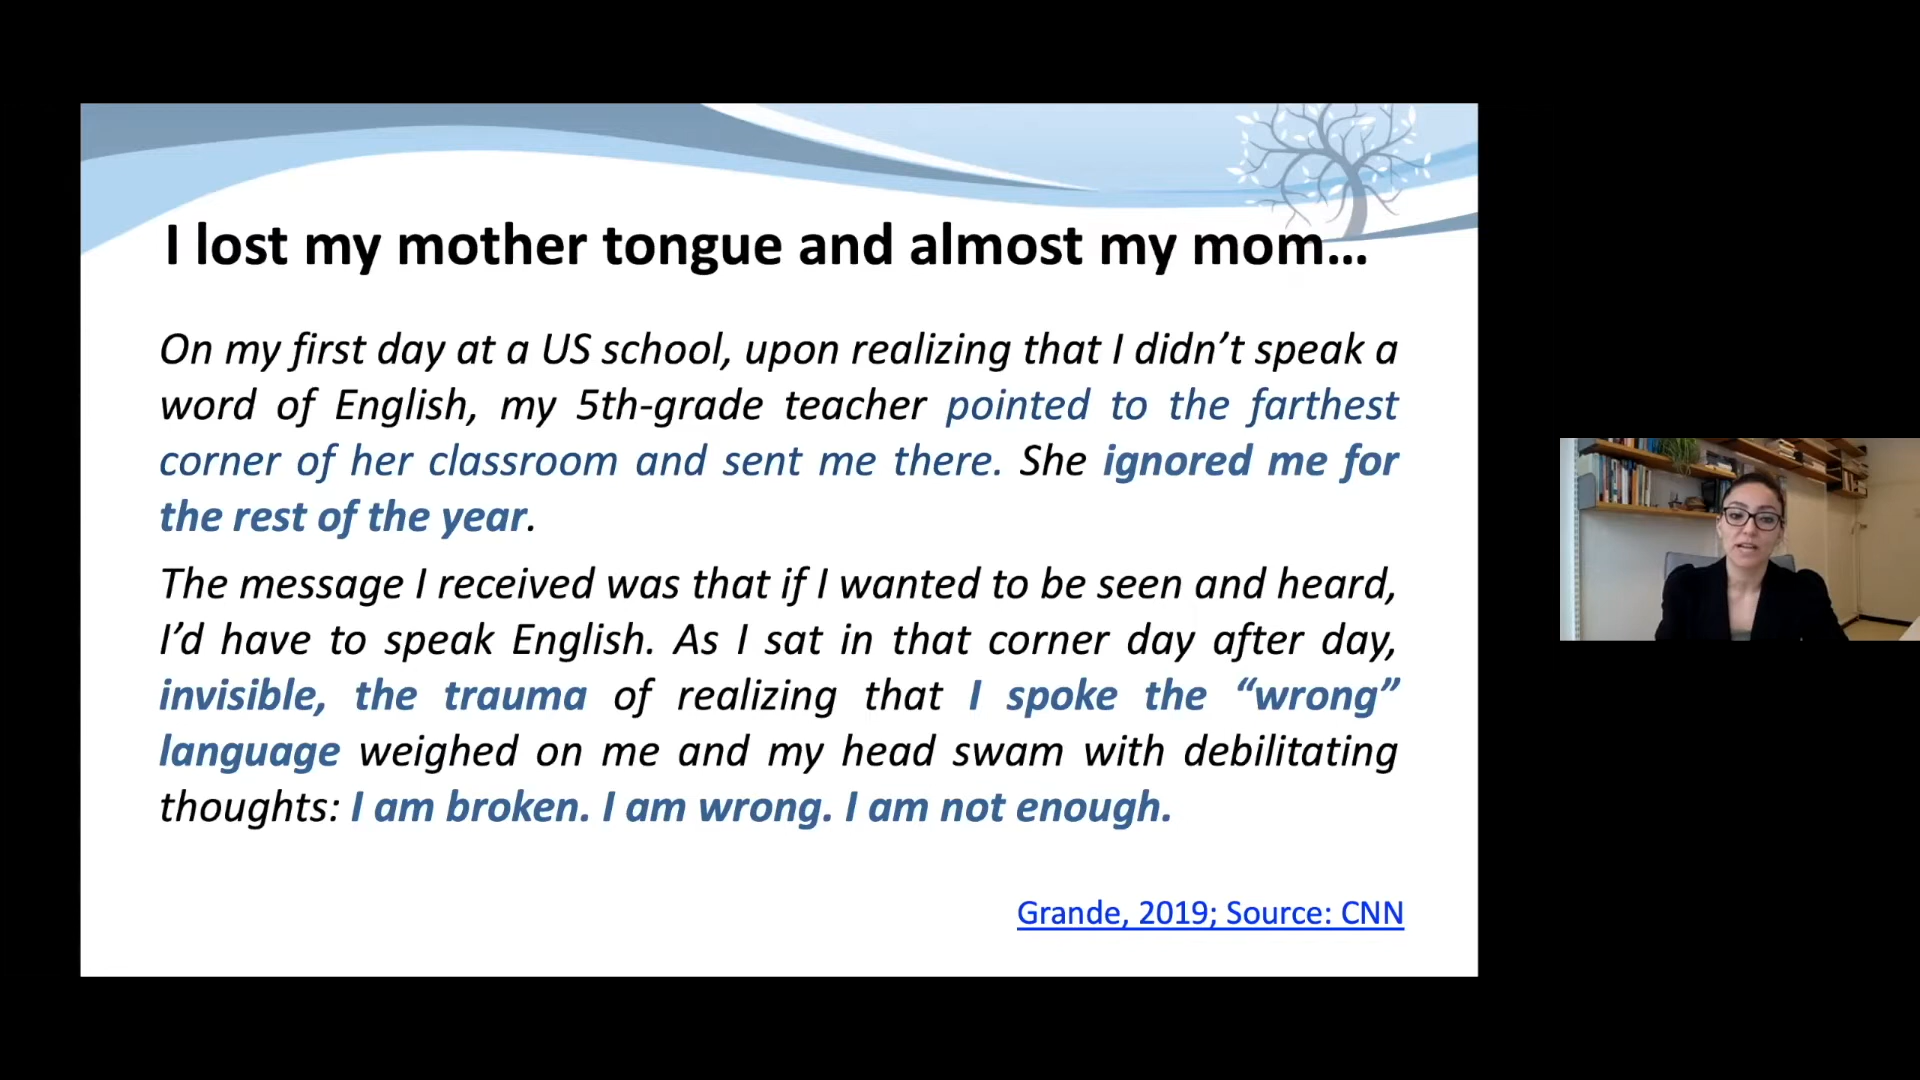 I lost my mother tongue and almost my mom...
On my first day at a US school, upon realizing that I didn’t speak a
word of English, my 5th-grade teacher pointed to the farthest
corner of her classroom and sent me there. She ignored me for
the rest of the year.
The message I received was that if I wanted to be seen and heard,
I’d have to speak English. As I sat in that corner day after day,
invisible, the trauma of realizing that I spoke the “wrong”
language weighed on me and my head swam with debilitating
thoughts: I am broken. I am wrong. I am not enough.
Grande, 2019; Source: CNN